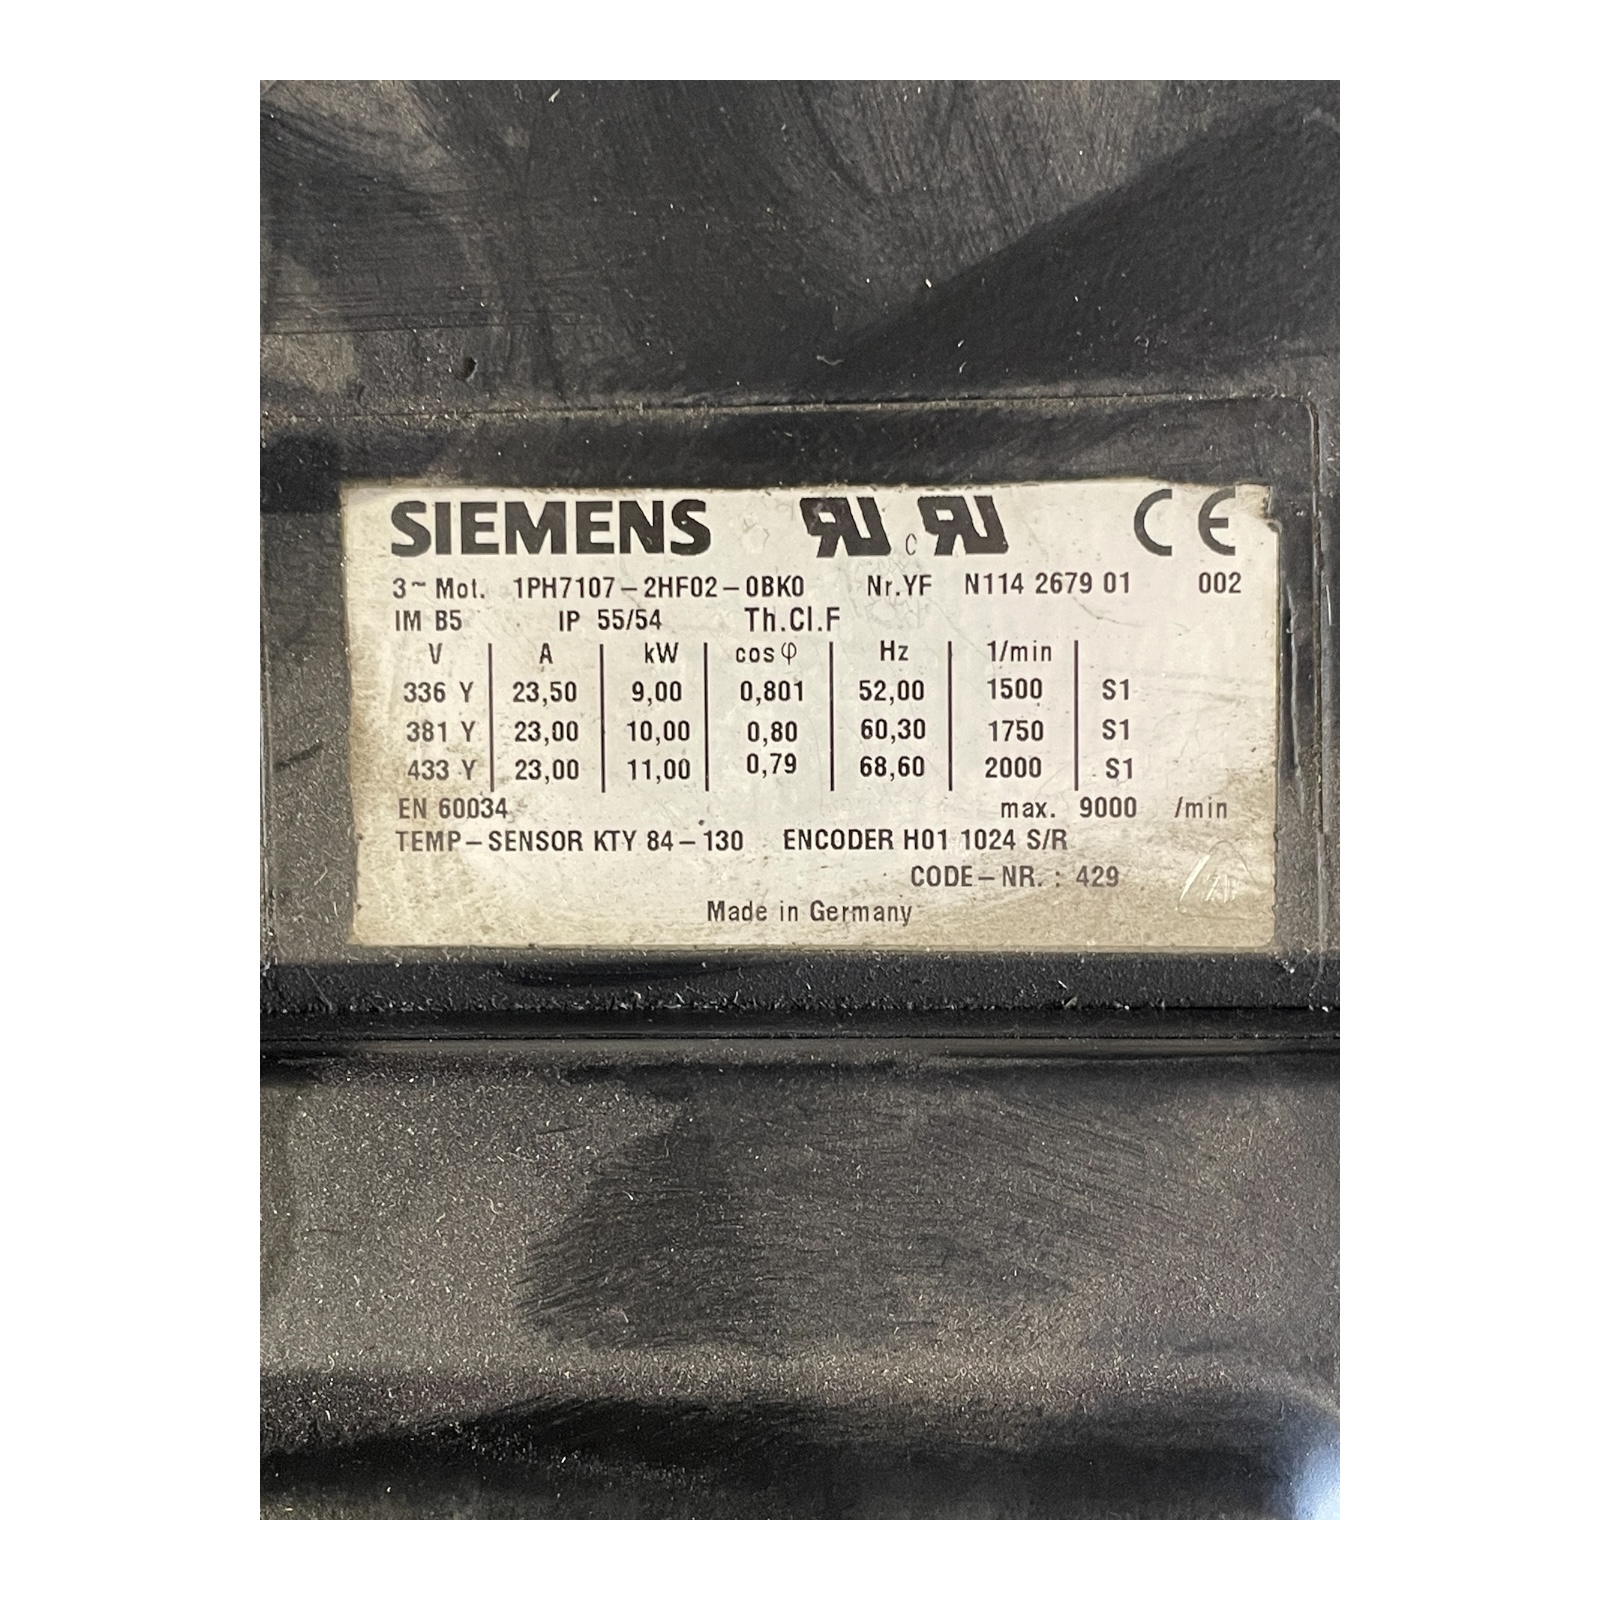 SIEMENS RU c RU CE
3~ Mot. 1PH7107-2HF02-0BK0 Nr.YF N114 2679 01 002
IM B5 IP 55/54 Th.Cl.F
V A kW cos φ Hz 1/min
336 Y 23,50 9,00 0,801 52,00 1500 S1
381 Y 23,00 10,00 0,80 60,30 1750 S1
433 Y 23,00 11,00 0,79 68,60 2000 S1
EN 60034 max. 9000 /min
TEMP-SENSOR KTY 84-130 ENCODER H01 1024 S/R
CODE-NR. : 429
Made in Germany